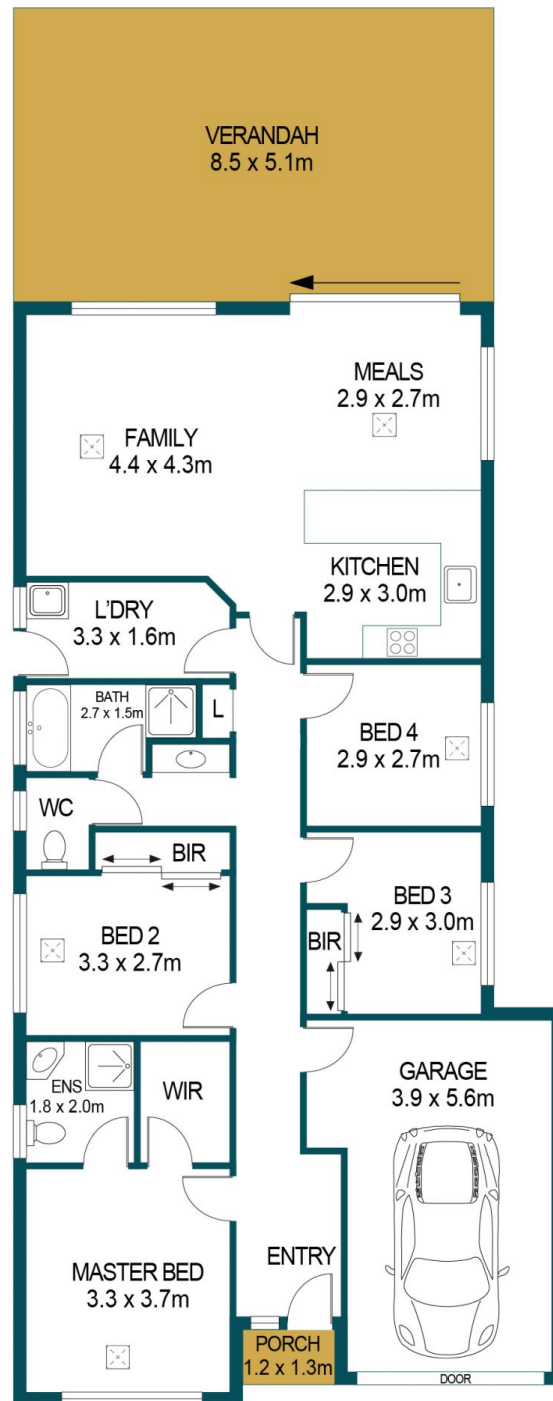 VERANDAH
8.5 x 5.1m
MEALS
2.9 x 2.7m
FAMILY
4.4 x 4.3m
KITCHEN
2.9 x 3.0m
L'DRY
3.3 x 1.6m
BATH
2.7 x 1.5m
L
BED 4
2.9 x 2.7m
WC
BIR
BED 2
3.3 x 2.7m
BED 3
2.9 x 3.0m
BIR
ENS
1.8 x 2.0m
WIR
GARAGE
3.9 x 5.6m
MASTER BED
3.3 x 3.7m
ENTRY
PORCH
1.2 x 1.3m
DOOR